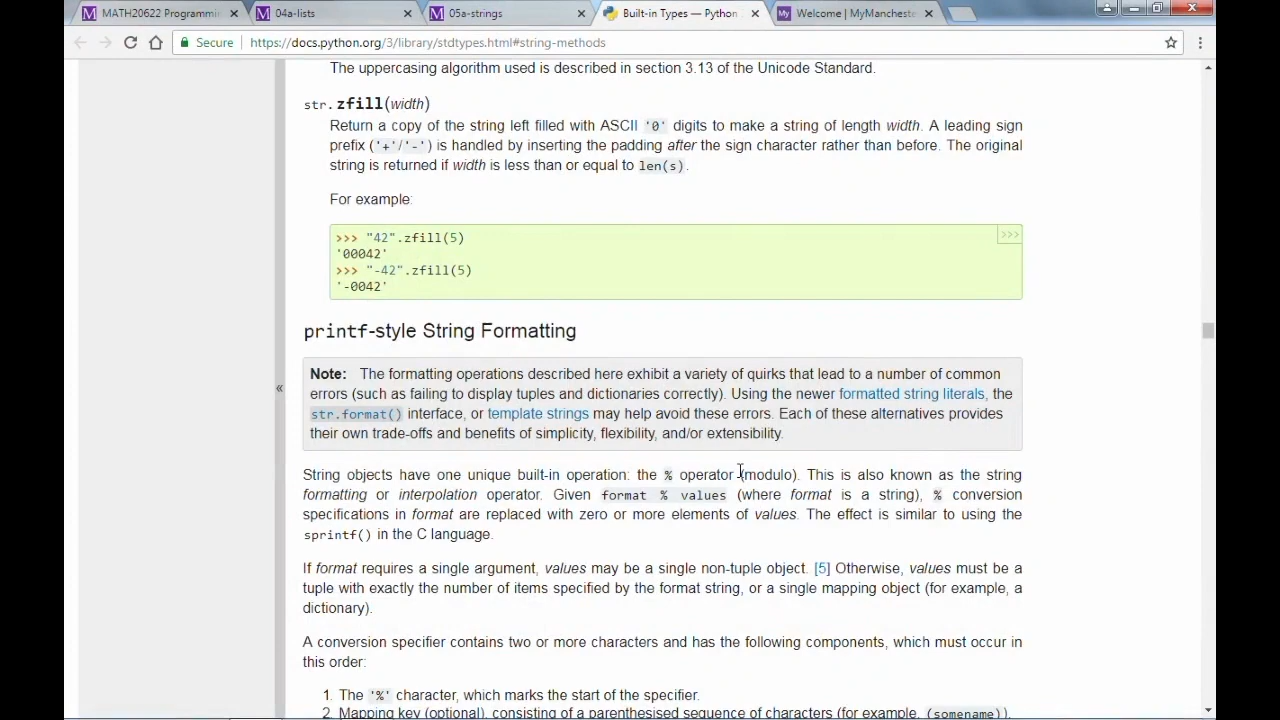 MATH20622 Programmi
04a-lists
05a-strings
Built-in Types — Python
Welcome | MyMancheste
Secure
https://docs.python.org/3/library/stdtypes.html#string-methods
The uppercasing algorithm used is described in section 3.13 of the Unicode Standard.
str.zfill(width)
Return a copy of the string left filled with ASCII '0' digits to make a string of length width. A leading sign
prefix ('+'/'-') is handled by inserting the padding after the sign character rather than before. The original
string is returned if width is less than or equal to len(s).
For example:
>>> "42".zfill(5)
>>>
'00042'
>>> "-42".zfill(5)
'-0042'
printf-style String Formatting
«
Note: The formatting operations described here exhibit a variety of quirks that lead to a number of common
errors (such as failing to display tuples and dictionaries correctly). Using the newer formatted string literals, the
str.format() interface, or template strings may help avoid these errors. Each of these alternatives provides
their own trade-offs and benefits of simplicity, flexibility, and/or extensibility.
String objects have one unique built-in operation: the % operator (modulo). This is also known as the string
formatting or interpolation operator. Given format % values (where format is a string), % conversion
specifications in format are replaced with zero or more elements of values. The effect is similar to using the
sprintf() in the C language.
If format requires a single argument, values may be a single non-tuple object. [5] Otherwise, values must be a
tuple with exactly the number of items specified by the format string, or a single mapping object (for example, a
dictionary).
A conversion specifier contains two or more characters and has the following components, which must occur in
this order:
1. The '%' character, which marks the start of the specifier.
2. Mapping key (optional), consisting of a parenthesised sequence of characters (for example, (somename)).